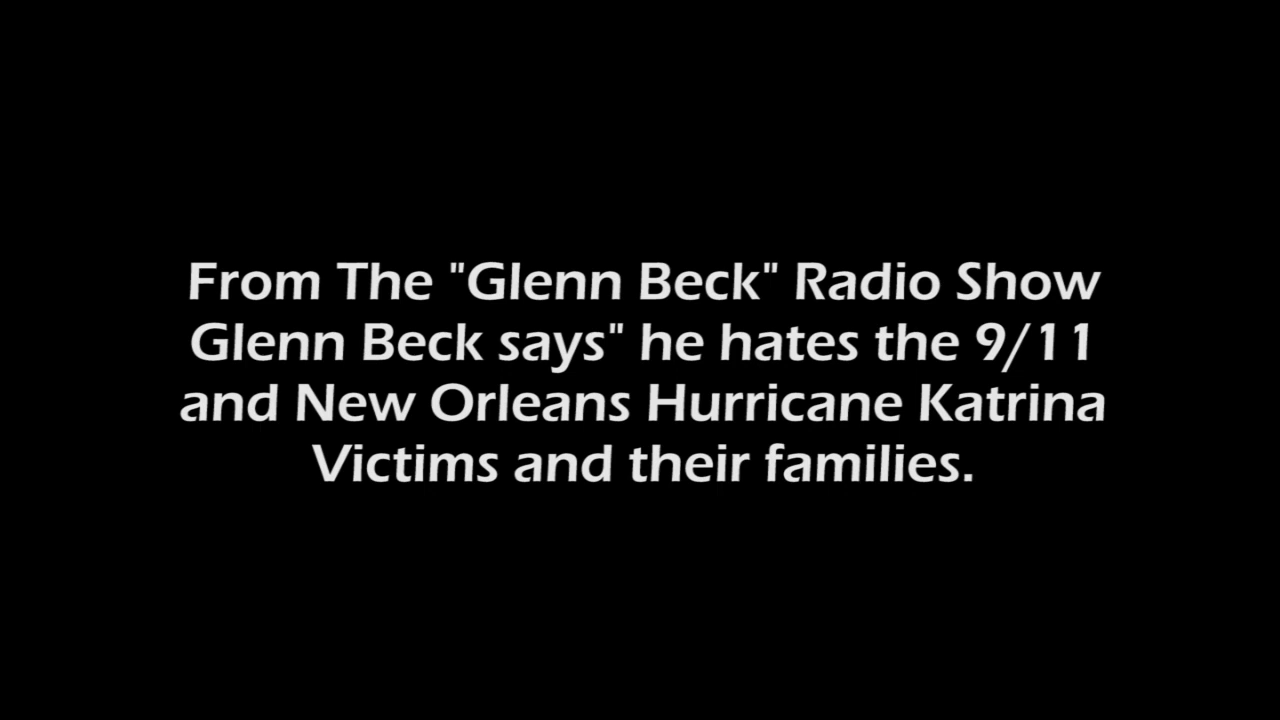 From The "Glenn Beck" Radio Show
Glenn Beck says" he hates the 9/11
and New Orleans Hurricane Katrina
Victims and their families.